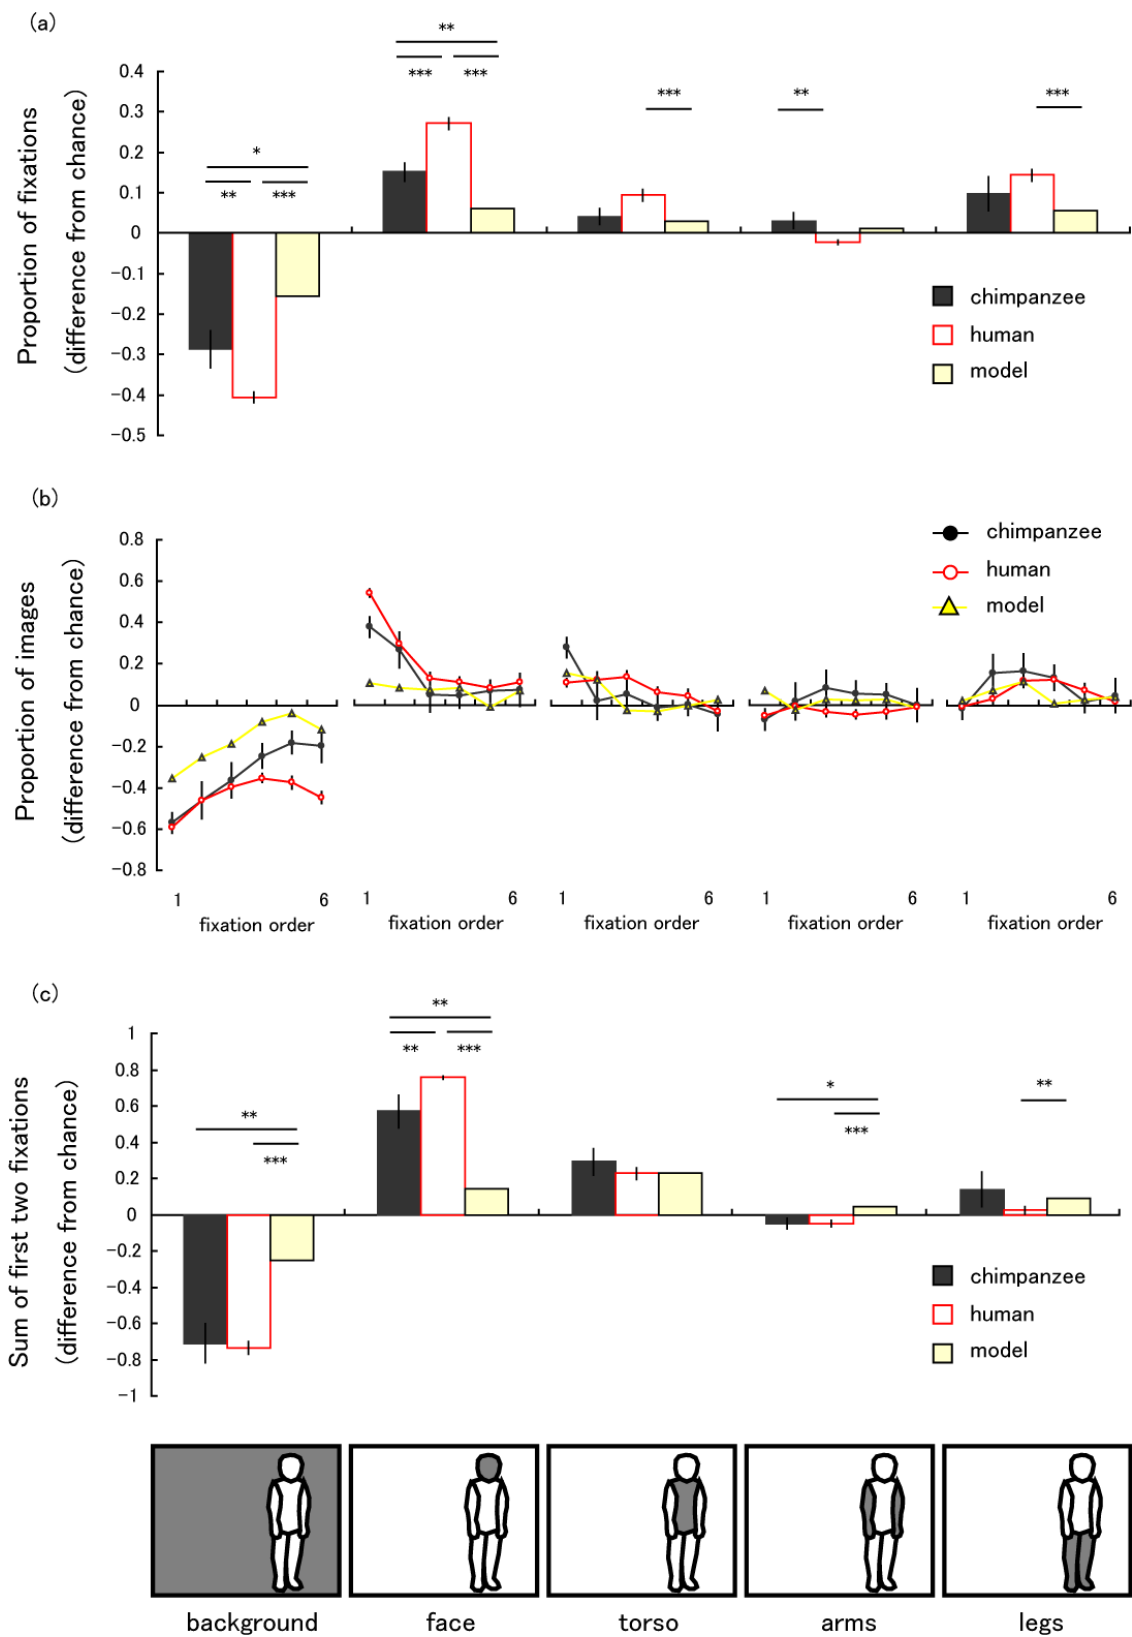 (a)
**
*** ***
*
** ***
***
**
***
Proportion of fixations
(difference from chance)
0.4
0.3
0.2
0.1
0
−0.1
−0.2
−0.3
−0.4
−0.5
chimpanzee
human
model
(b)
Proportion of images
(difference from chance)
0.8
0.6
0.4
0.2
0
−0.2
−0.4
−0.6
−0.8
chimpanzee
human
model
1 6 1 6 1 6 1 6 1 6
fixation order fixation order fixation order fixation order fixation order
(c)
Sum of first two fixations
(difference from chance)
1
0.8
0.6
0.4
0.2
0
−0.2
−0.4
−0.6
−0.8
−1
**
***
**
** ***
*
***
**
chimpanzee
human
model
background face torso arms legs